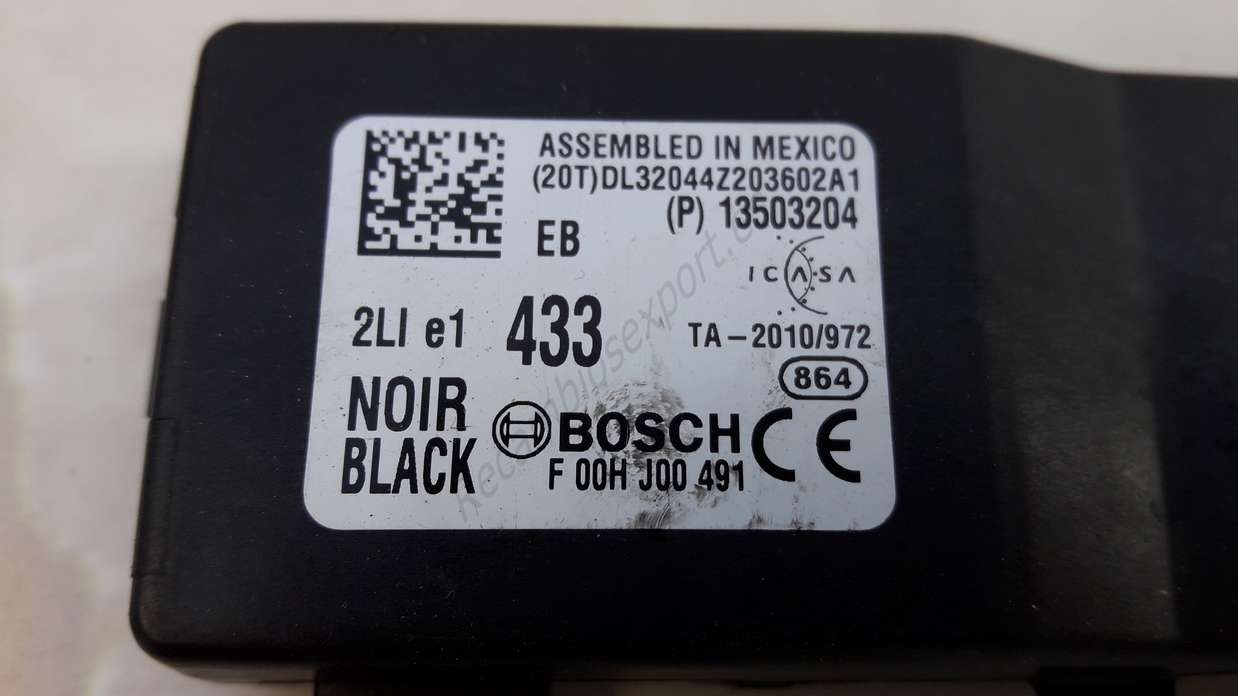 ASSEMBLED IN MEXICO
(20T)DL32044Z203602A1
(P) 13503204
EB
ICASA
2LI e1
433
TA-2010/972
864
NOIR
BLACK
BOSCH
CE
F 00H J00 491
Recambiosexport.c